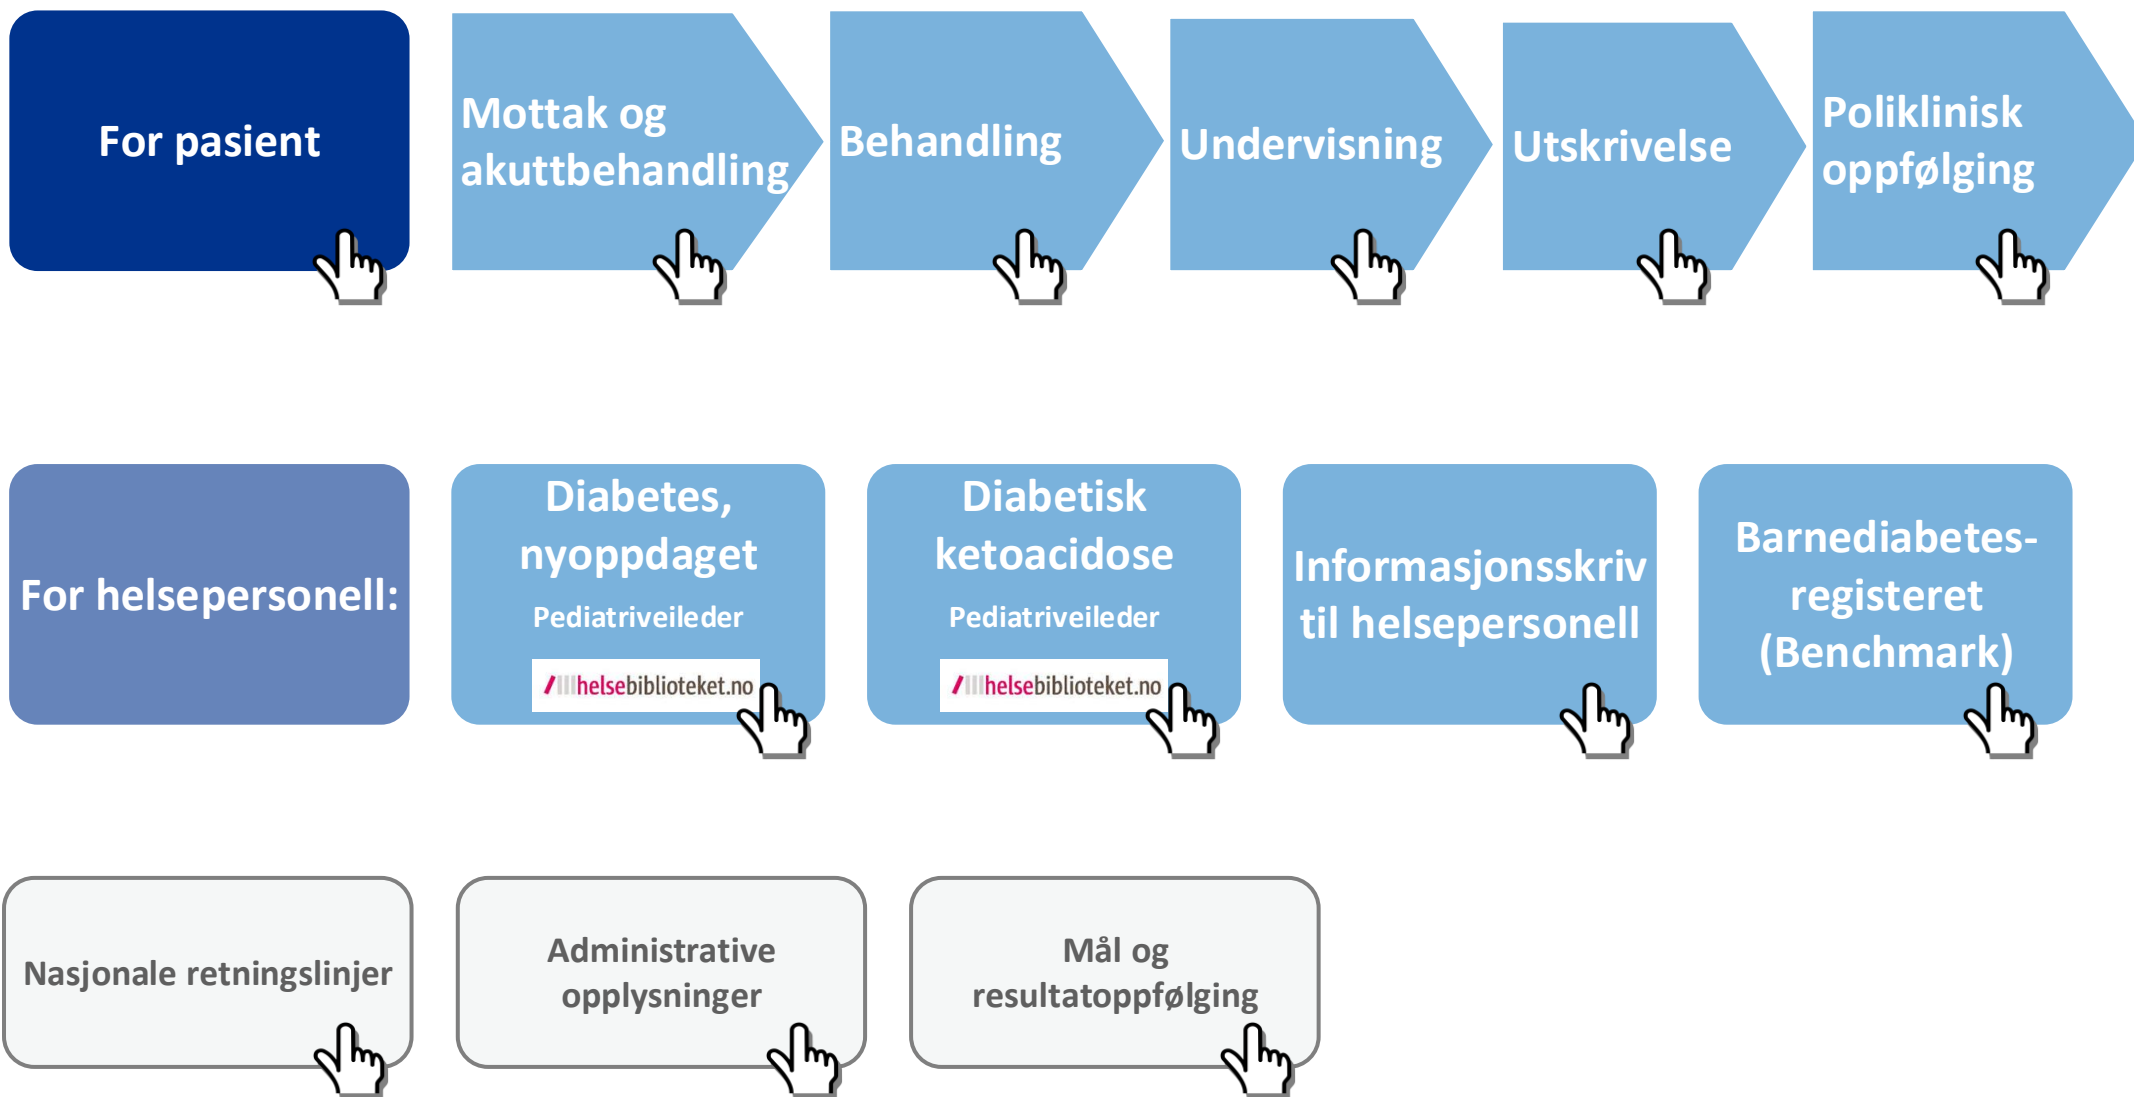 For pasient
Mottak og
akuttbehandling
Behandling
Undervisning
Utskrivelse
Poliklinisk
oppfølging
For helsepersonell:
Diabetes,
nyoppdaget
Pediatriveileder
helsebiblioteket.no
Diabetisk
ketoacidose
Pediatriveileder
helsebiblioteket.no
Informasjonsskriv
til helsepersonell
Barnediabetes-
registeret
(Benchmark)
Nasjonale retningslinjer
Administrative
opplysninger
Mål og
resultatoppfølging